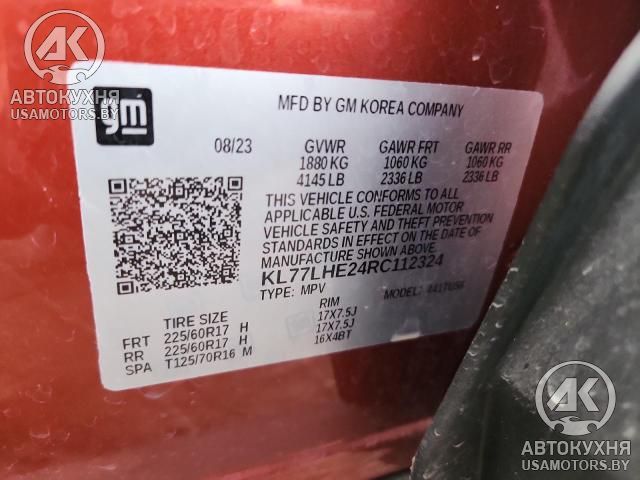 АВТОКУХНЯ
USAMOTORS.BY
АВТОКУХНЯ
USAMOTORS.BY
gm
MFD BY GM KOREA COMPANY
08/23 GVWR GAWR FRT GAWR RR
1880 KG 1060 KG 1060 KG
4145 LB 2336 LB 2336 LB
THIS VEHICLE CONFORMS TO ALL
APPLICABLE U.S. FEDERAL MOTOR
VEHICLE SAFETY AND THEFT PREVENTION
STANDARDS IN EFFECT ON THE DATE OF
MANUFACTURE SHOWN ABOVE.
KL77LHE24RC112324
TYPE: MPV MODEL:
TIRE SIZE RIM
FRT 225/60R17 H 17X7.5J
RR 225/60R17 H 17X7.5J
SPA T125/70R16 M 16X4BT
АВТОКУХНЯ
USAMOTORS.BY